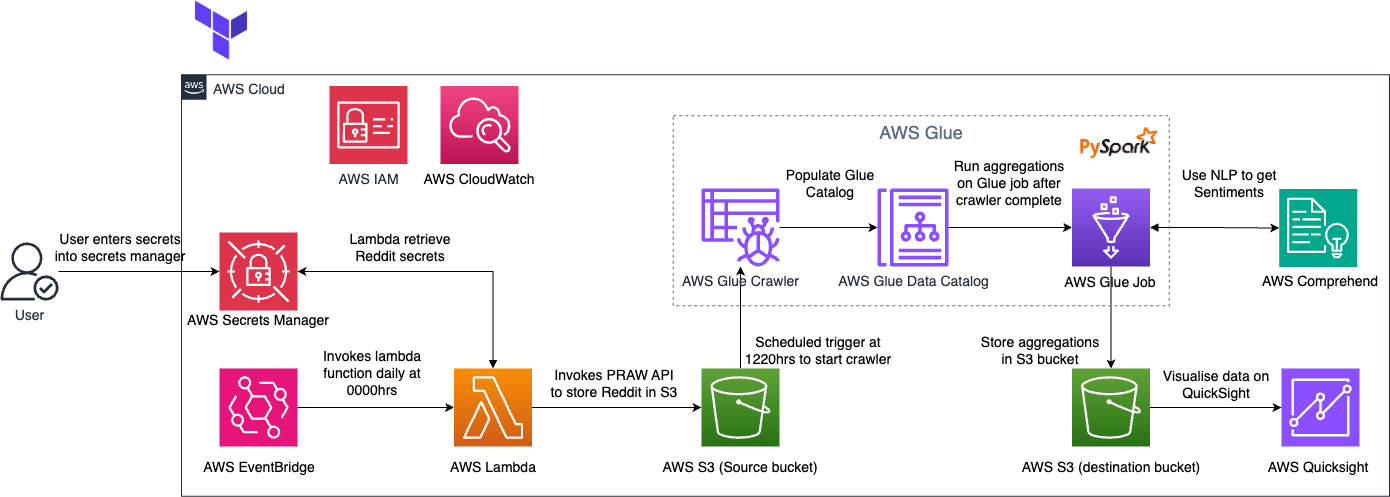 aws
AWS Cloud
AWS IAM
AWS CloudWatch
AWS Glue
PySpark
Populate Glue
Catalog
Run aggregations
on Glue job after
crawler complete
Use NLP to get
Sentiments
AWS Glue Crawler
AWS Glue Data Catalog
AWS Glue Job
AWS Comprehend
User enters secrets
into secrets manager
User
AWS Secrets Manager
Lambda retrieve
Reddit secrets
Invokes lambda
function daily at
0000hrs
Invokes PRAW API
to store Reddit in S3
Scheduled trigger at
1220hrs to start crawler
Store aggregations
in S3 bucket
Visualise data on
QuickSight
AWS EventBridge
AWS Lambda
AWS S3 (Source bucket)
AWS S3 (destination bucket)
AWS Quicksight